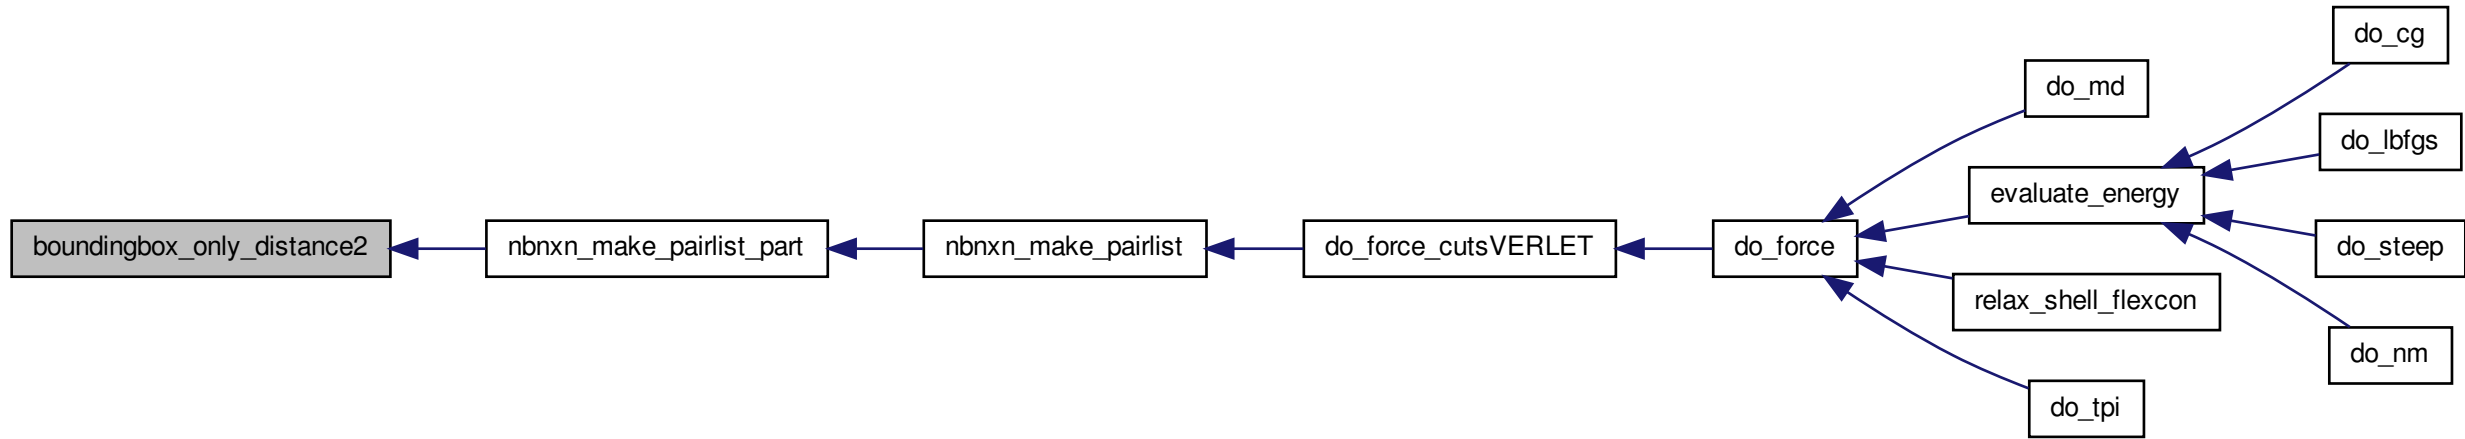 boundingbox_only_distance2
nbnxn_make_pairlist_part
nbnxn_make_pairlist
do_force_cutsVERLET
do_force
do_md
evaluate_energy
relax_shell_flexcon
do_tpi
do_cg
do_lbfgs
do_steep
do_nm